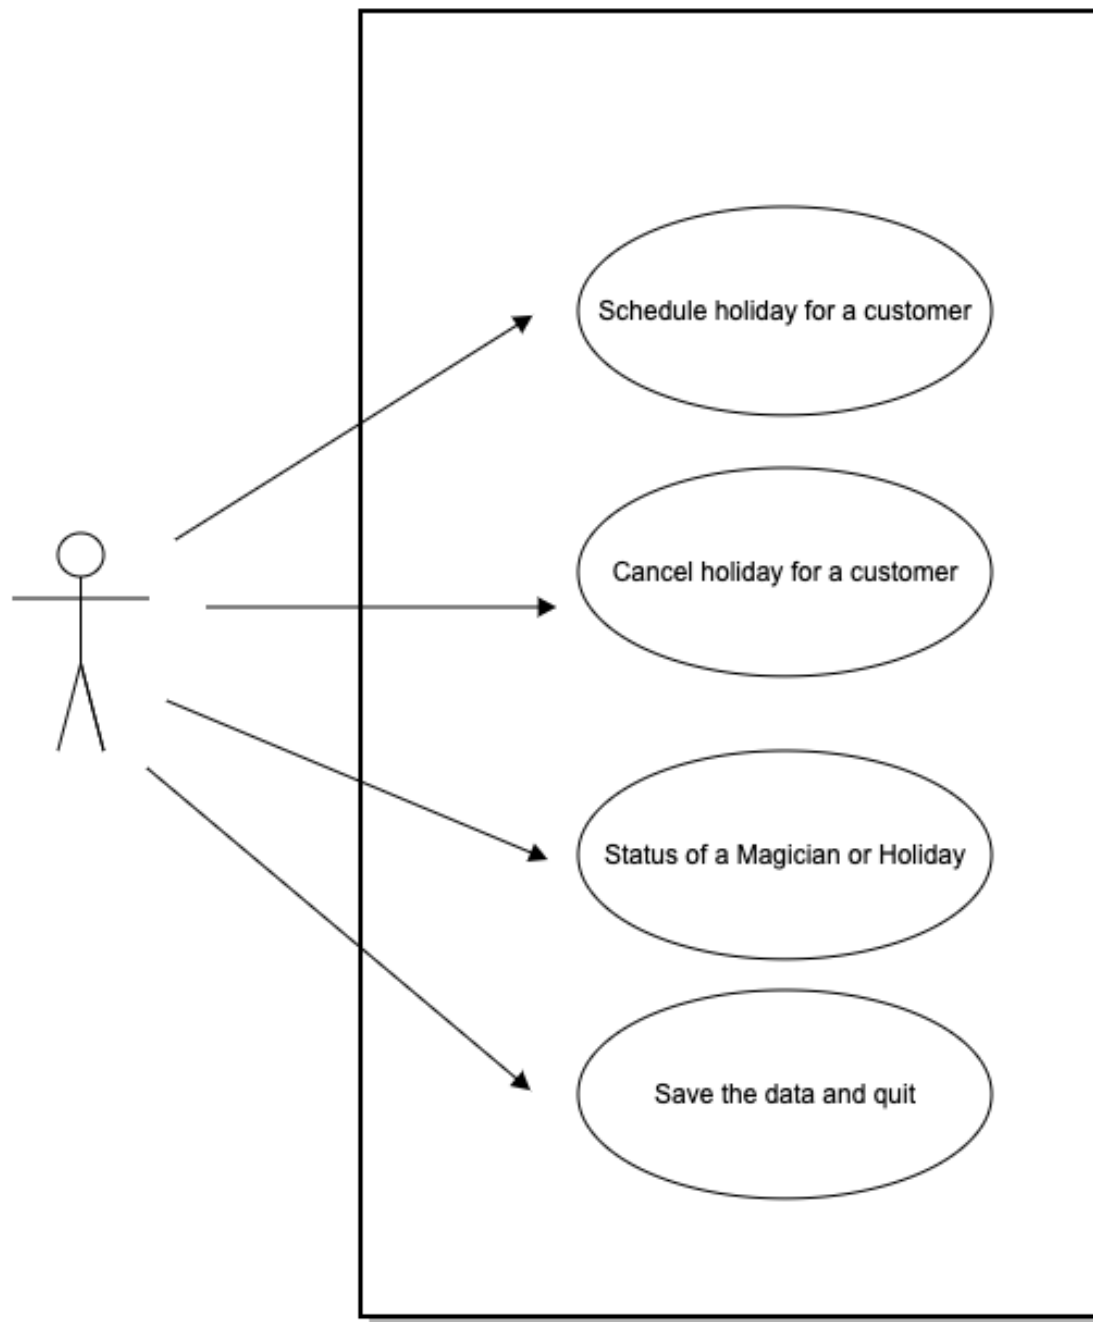 Schedule holiday for a customer
Cancel holiday for a customer
Status of a Magician or Holiday
Save the data and quit